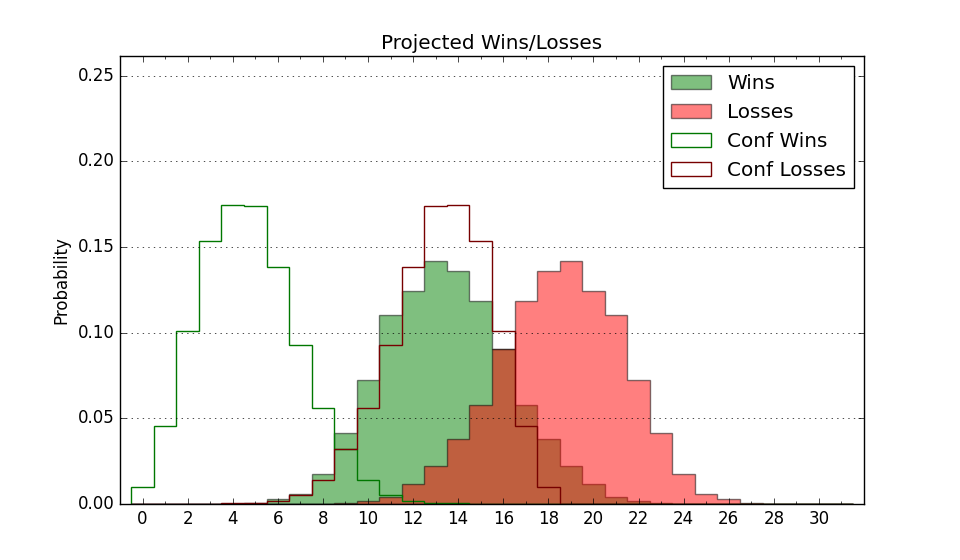 Projected Wins/Losses
Probability
0.25
0.20
0.15
0.10
0.05
0.00
0 2 4 6 8 10 12 14 16 18 20 22 24 26 28 30
Wins
Losses
Conf Wins
Conf Losses